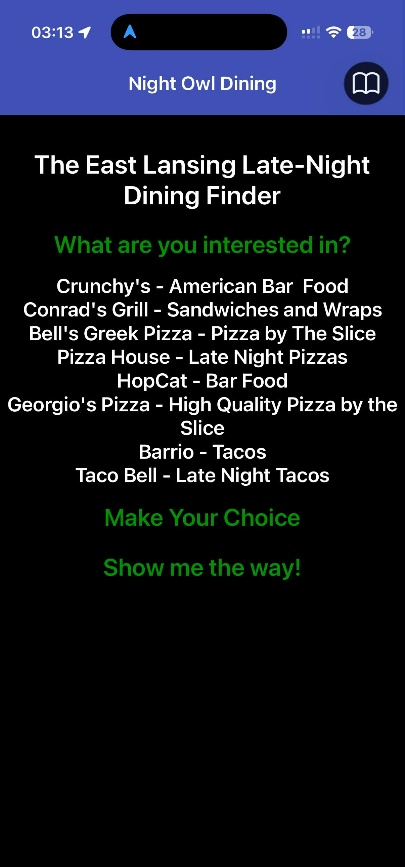 03:13
28
Night Owl Dining
The East Lansing Late-Night
Dining Finder
What are you interested in?
Crunchy's - American Bar  Food
Conrad's Grill - Sandwiches and Wraps
Bell's Greek Pizza - Pizza by The Slice
Pizza House - Late Night Pizzas
HopCat - Bar Food
Georgio's Pizza - High Quality Pizza by the
Slice
Barrio - Tacos
Taco Bell - Late Night Tacos
Make Your Choice
Show me the way!